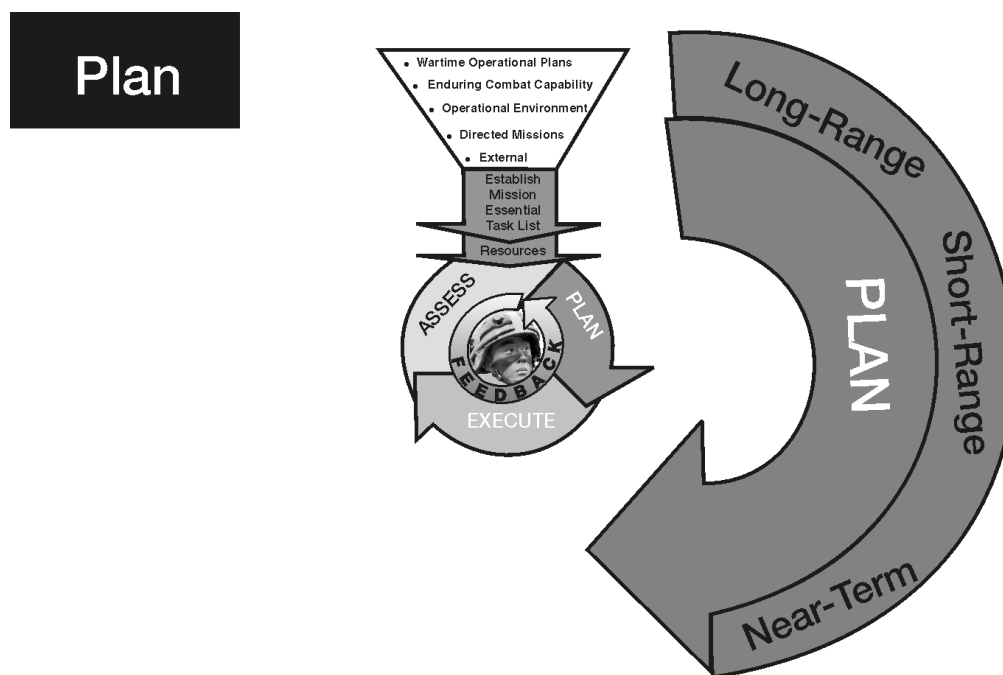 Plan
• Wartime Operational Plans
• Enduring Combat Capability
• Operational Environment
• Directed Missions
• External
Establish
Mission
Essential
Task List
Resources
ASSESS
PLAN
FEEDBACK
EXECUTE
Long-Range
Short-Range
Near-Term
PLAN